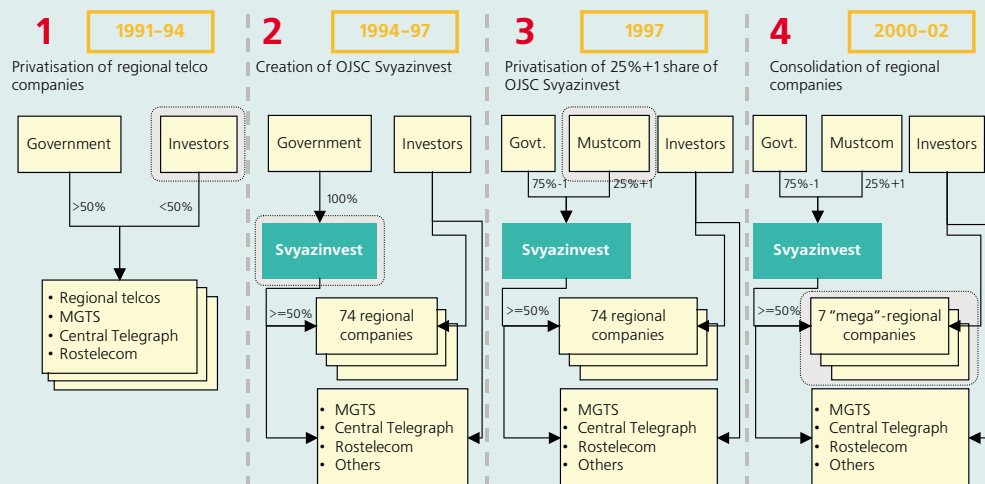 1
1991–94
Privatisation of regional telco
companies
Government
Investors
>50%
<50%
• Regional telcos
• MGTS
• Central Telegraph
• Rostelecom
2
1994–97
Creation of OJSC Svyazinvest
Government
Investors
100%
Svyazinvest
>=50%
74 regional
companies
• MGTS
• Central Telegraph
• Rostelecom
• Others
3
1997
Privatisation of 25%+1 share of
OJSC Svyazinvest
Govt.
Mustcom
Investors
75%-1
25%+1
Svyazinvest
>=50%
74 regional
companies
• MGTS
• Central Telegraph
• Rostelecom
• Others
4
2000–02
Consolidation of regional
companies
Govt.
Mustcom
Investors
75%-1
25%+1
Svyazinvest
>=50%
7 “mega”-regional
companies
• MGTS
• Central Telegraph
• Rostelecom
• Others